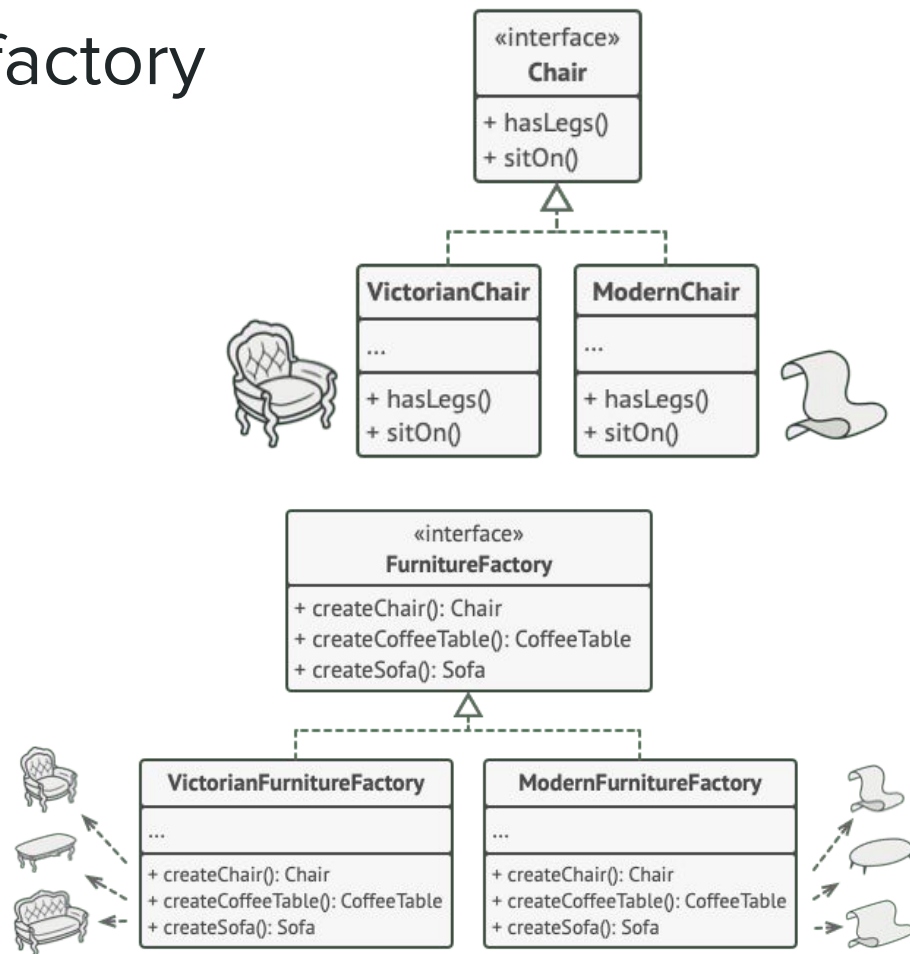 factory
«interface»
Chair
+ hasLegs()
+ sitOn()
VictorianChair
...
+ hasLegs()
+ sitOn()
ModernChair
...
+ hasLegs()
+ sitOn()
«interface»
FurnitureFactory
+ createChair(): Chair
+ createCoffeeTable(): CoffeeTable
+ createSofa(): Sofa
VictorianFurnitureFactory
...
+ createChair(): Chair
+ createCoffeeTable(): CoffeeTable
+ createSofa(): Sofa
ModernFurnitureFactory
...
+ createChair(): Chair
+ createCoffeeTable(): CoffeeTable
+ createSofa(): Sofa